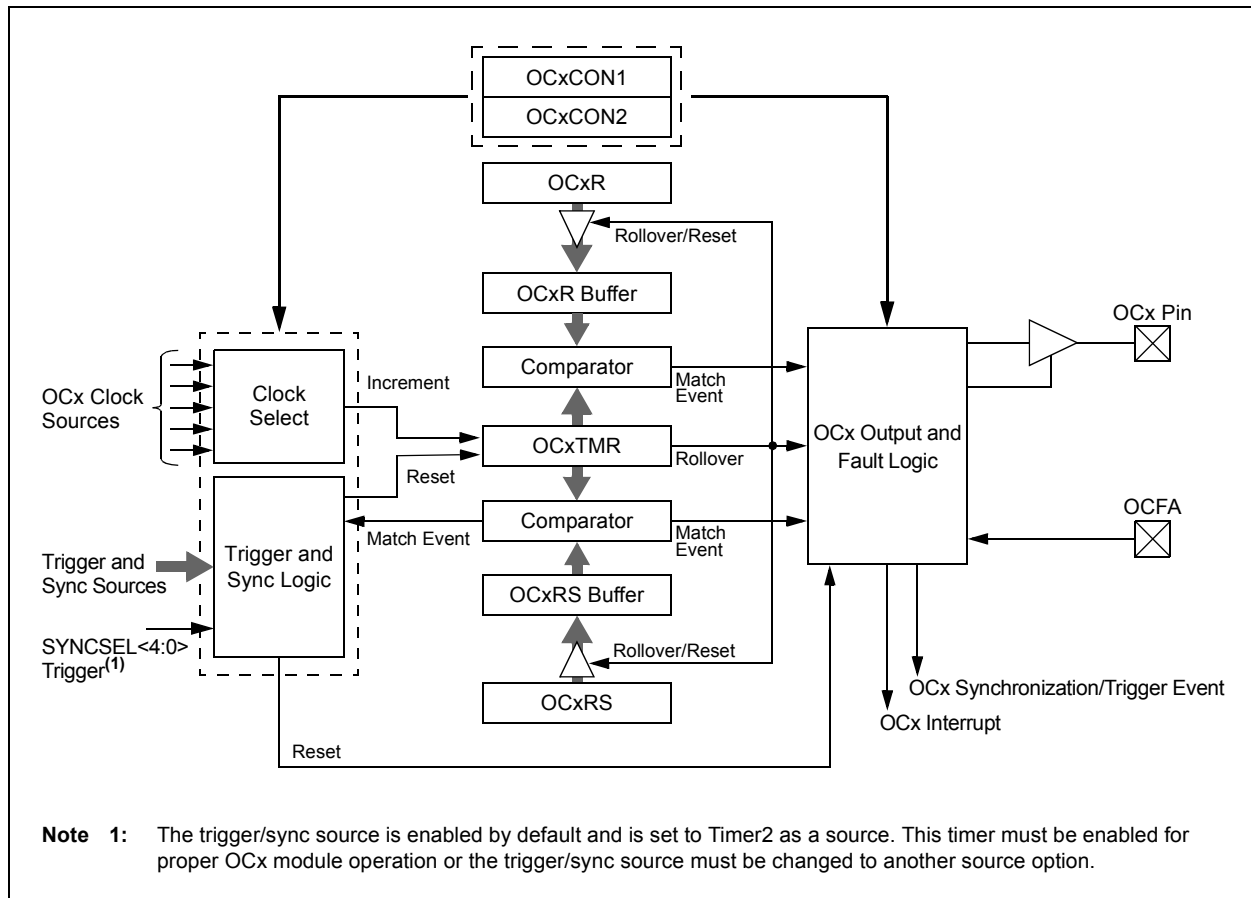 OCxCON1
OCxCON2
OCxR
Rollover/Reset
OCxR Buffer
OCx Pin
Comparator
Match
Event
Increment
OCx Clock
Sources
Clock
Select
OCxTMR
Rollover
OCx Output and
Fault Logic
Reset
Comparator
Match Event
Match
Event
OCFA
Trigger and
Sync Sources
Trigger and
Sync Logic
OCxRS Buffer
SYNCSEL<4:0>
Trigger(1)
Rollover/Reset
OCxRS
OCx Synchronization/Trigger Event
OCx Interrupt
Reset
Note 1: The trigger/sync source is enabled by default and is set to Timer2 as a source. This timer must be enabled for
proper OCx module operation or the trigger/sync source must be changed to another source option.